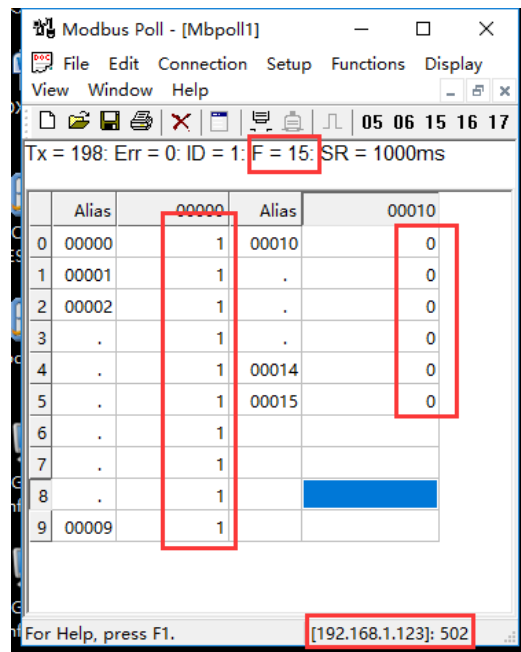 Modbus Poll - [Mbpoll1]
File Edit Connection Setup Functions Display
View Window Help
05 06 15 16 17
Tx = 198: Err = 0: ID = 1: F = 15: SR = 1000ms
Alias 00000 Alias 00010
0 00000 1 00010 0
1 00001 1 . 0
2 00002 1 . 0
3 . 1 . 0
4 . 1 00014 0
5 . 1 00015 0
6 . 1
7 . 1
8 . 1
9 00009 1
For Help, press F1. [192.168.1.123]: 502